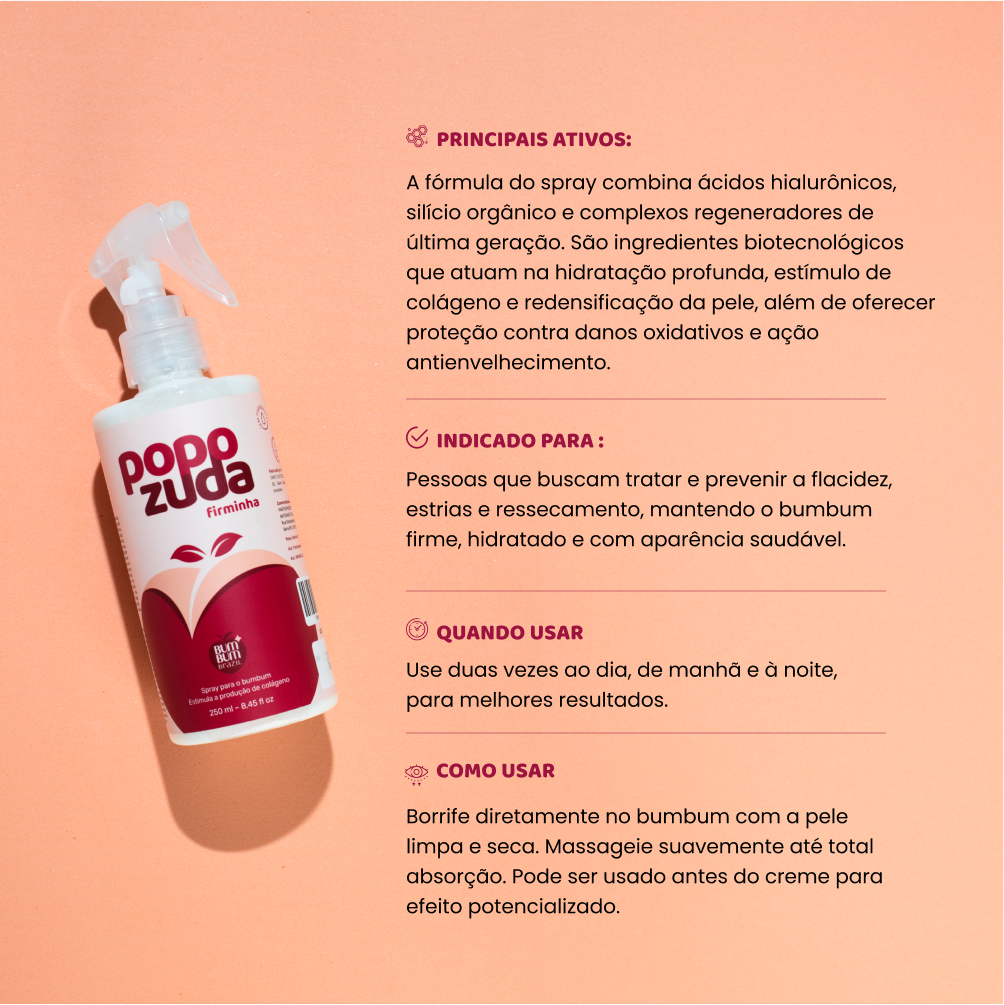 PRINCIPAIS ATIVOS:
A fórmula do spray combina ácidos hialurônicos,
silício orgânico e complexos regeneradores de
última geração. São ingredientes biotecnológicos
que atuam na hidratação profunda, estímulo de
colágeno e redensificação da pele, além de oferecer
proteção contra danos oxidativos e ação
antienvelhecimento.
INDICADO PARA :
Pessoas que buscam tratar e prevenir a flacidez,
estrias e ressecamento, mantendo o bumbum
firme, hidratado e com aparência saudável.
QUANDO USAR
Use duas vezes ao dia, de manhã e à noite,
para melhores resultados.
COMO USAR
Borrife diretamente no bumbum com a pele
limpa e seca. Massageie suavemente até total
absorção. Pode ser usado antes do creme para
efeito potencializado.
popo
zuda
firminha
BUM
BUM
BRAZIL
Spray para o bumbum
Estimula a produção de colágeno
250 ml - 8.45 fl oz